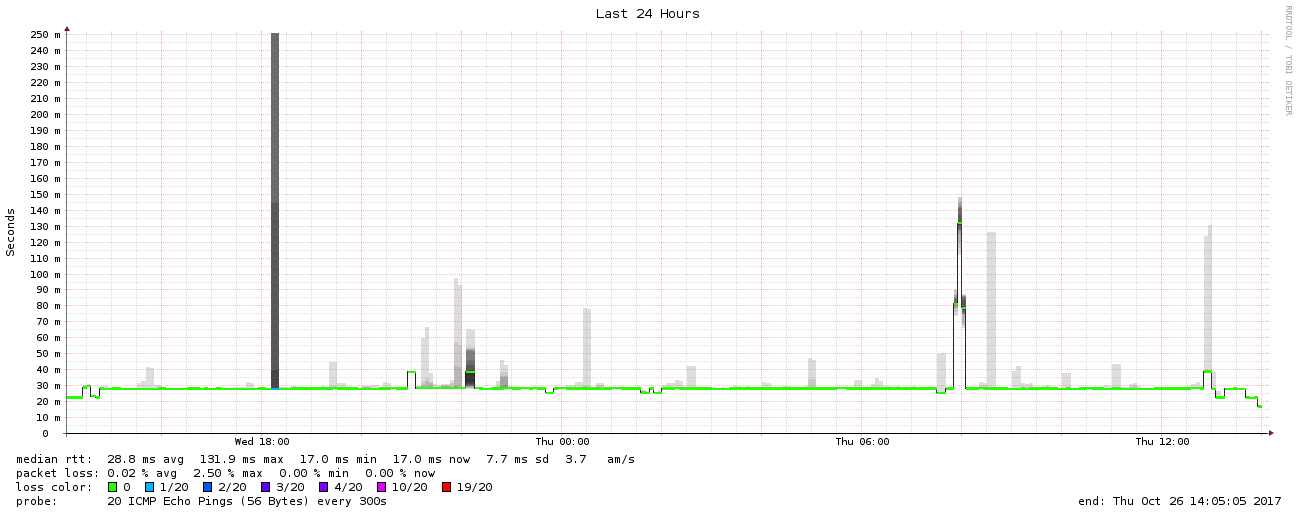 Last 24 Hours
RRDTOOL / TOBI OETIKER
Seconds
250 m
240 m
230 m
220 m
210 m
200 m
190 m
180 m
170 m
160 m
150 m
140 m
130 m
120 m
110 m
100 m
90 m
80 m
70 m
60 m
50 m
40 m
30 m
20 m
10 m
0
Wed 18:00 Thu 00:00 Thu 06:00 Thu 12:00
median rtt: 28.8 ms avg 131.9 ms max 17.0 ms min 17.0 ms now 7.7 ms sd 3.7 am/s
packet loss: 0.02 % avg 2.50 % max 0.00 % min 0.00 % now
loss color: 0 1/20 2/20 3/20 4/20 10/20 19/20
probe: 20 ICMP Echo Pings (56 Bytes) every 300s end: Thu Oct 26 14:05:05 2017